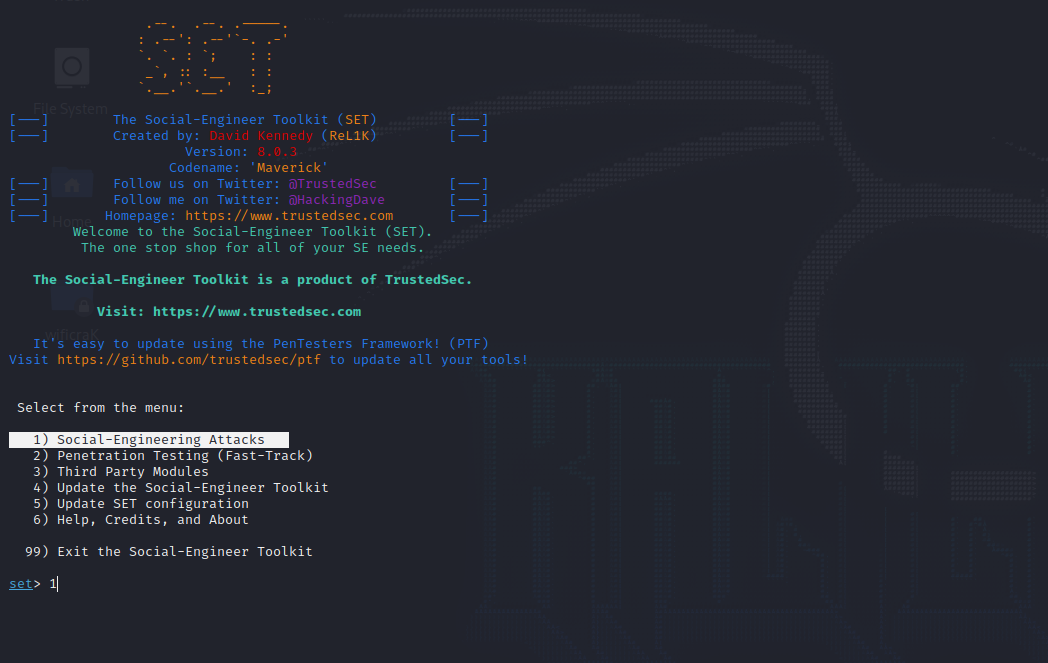 File System
[---] The Social-Engineer Toolkit (SET) [---]
[---] Created by: David Kennedy (ReL1K) [---]
Version: 8.0.3
Codename: 'Maverick'
[---] Follow us on Twitter: @TrustedSec [---]
[---] Follow me on Twitter: @HackingDave [---]
[---] Homepage: https://www.trustedsec.com [---]
Home
Welcome to the Social-Engineer Toolkit (SET).
The one stop shop for all of your SE needs.
The Social-Engineer Toolkit is a product of TrustedSec.
Visit: https://www.trustedsec.com
wificraK
It's easy to update using the PenTesters Framework! (PTF)
Visit https://github.com/trustedsec/ptf to update all your tools!
Select from the menu:
1) Social-Engineering Attacks
2) Penetration Testing (Fast-Track)
3) Third Party Modules
4) Update the Social-Engineer Toolkit
5) Update SET configuration
6) Help, Credits, and About
99) Exit the Social-Engineer Toolkit
set> 1